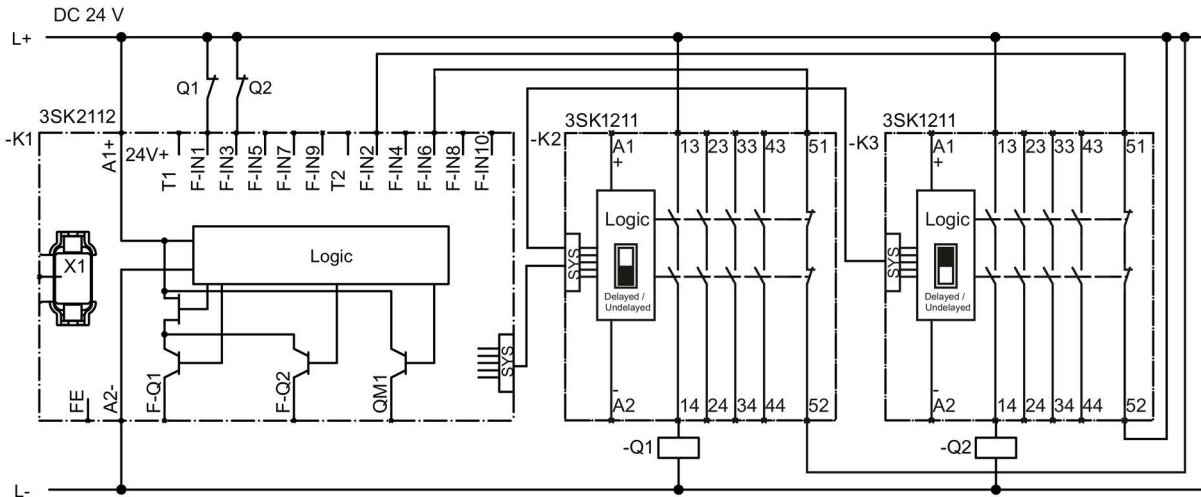 DC 24 V
L+
Q1
Q2
3SK2112
3SK1211
3SK1211
-K1
-K2
-K3
A1+
24V+
T1
F-IN1
F-IN3
F-IN5
F-IN7
F-IN9
T2
F-IN2
F-IN4
F-IN6
F-IN8
F-IN10
A1
+
13 23 33 43 51
A1
+
13 23 33 43 51
X1
Logic
Logic
Logic
SYS
SYS
SYS
Delayed /
Undelayed
Delayed /
Undelayed
FE
A2-
F-Q1
F-Q2
QM1
-
A2
14 24 34 44 52
-
A2
14 24 34 44 52
-Q1
-Q2
L-